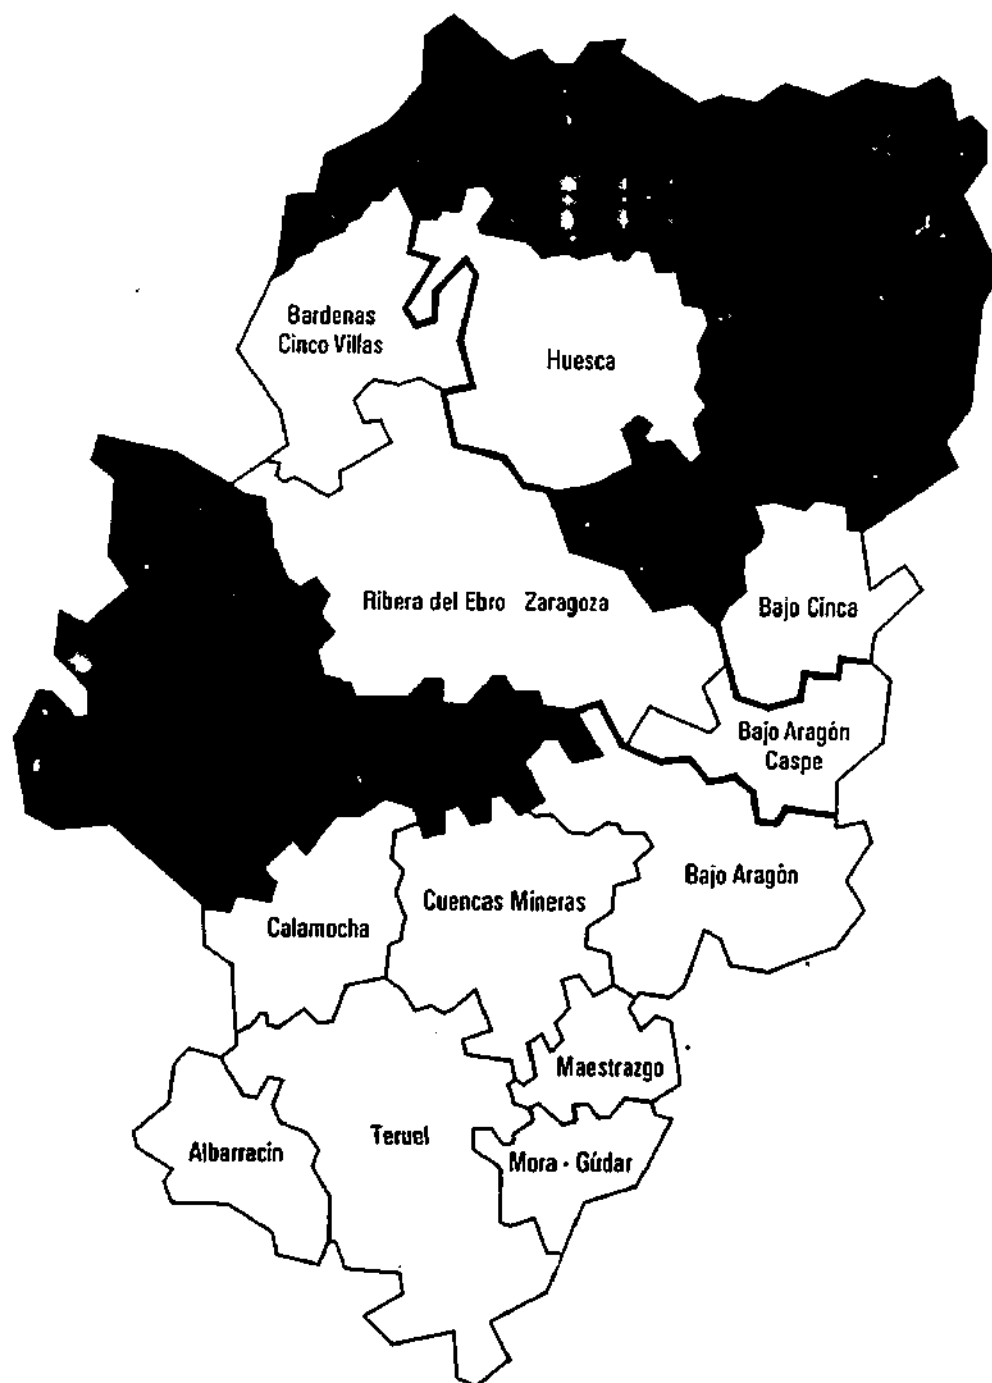 Bardenas
Cinco Villas
Huesca
Ribera del Ebro Zaragoza
Bajo Cinca
Bajo Aragón
Caspe
Bajo Aragón
Cuencas Mineras
Calamocha
Maestrazgo
Teruel
Albarracín
Mora - Gúdar